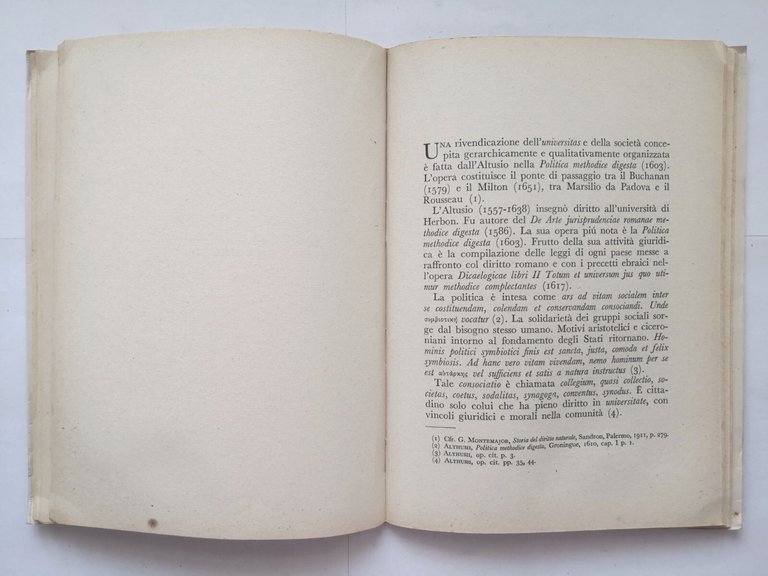 UNA rivendicazione dell'universitas e della società conce-
pita gerarchicamente e qualitativamente organizzata
è fatta dall'Altusio nella Politica methodice digesta (1603).
L'opera costituisce il ponte di passaggio tra il Buchanan
(1579) e il Milton (1651), tra Marsilio da Padova e il
Rousseau (1).
L'Altusio (1557-1638) insegnò diritto all'università di
Herbon. Fu autore del De Arte jurisprudenciae romanae me-
thodice digesta (1586). La sua opera piú nota è la Politica
methodice digesta (1603). Frutto della sua attività giuridi-
ca è la compilazione delle leggi di ogni paese messe a
raffronto col diritto romano e con i precetti ebraici nel-
l'opera Dicaelogicae libri II Totum et universum jus quo uti-
mur methodice complectantes (1617).
La politica è intesa come ars ad vitam socialem inter
se costituendam, colendam et conservandam consociandi. Unde
συμβιοτική vocatur (2). La solidarietà dei gruppi sociali sor-
ge dal bisogno stesso umano. Motivi aristotelici e cicero-
niani intorno al fondamento degli Stati ritornano. Ho-
minis politici symbiotici finis est sancta, justa, comoda et felix
symbiosis. Ad hanc vero vitam vivendam, nemo hominum per se
est αὐτάρκης vel sufficiens et satis a natura instructus (3).
Tale consociatio è chiamata collegium, quasi collectio, so-
cietas, coetus, sodalitas, synagoga, conventus, synodus. È citta-
dino solo colui che ha pieno diritto in universitate, con
vincoli giuridici e morali nella comunità (4).
(1) Cfr. G. MONTEMAJOR, Storia del diritto naturale, Sandron, Palermo, 1911, p. 279.
(2) ALTHUSII, Politica methodice digesta, Groningue, 1610, cap. I p. 1.
(3) ALTHUSII, op. cit. p. 3.
(4) ALTHUSII, op. cit. pp. 35, 44.